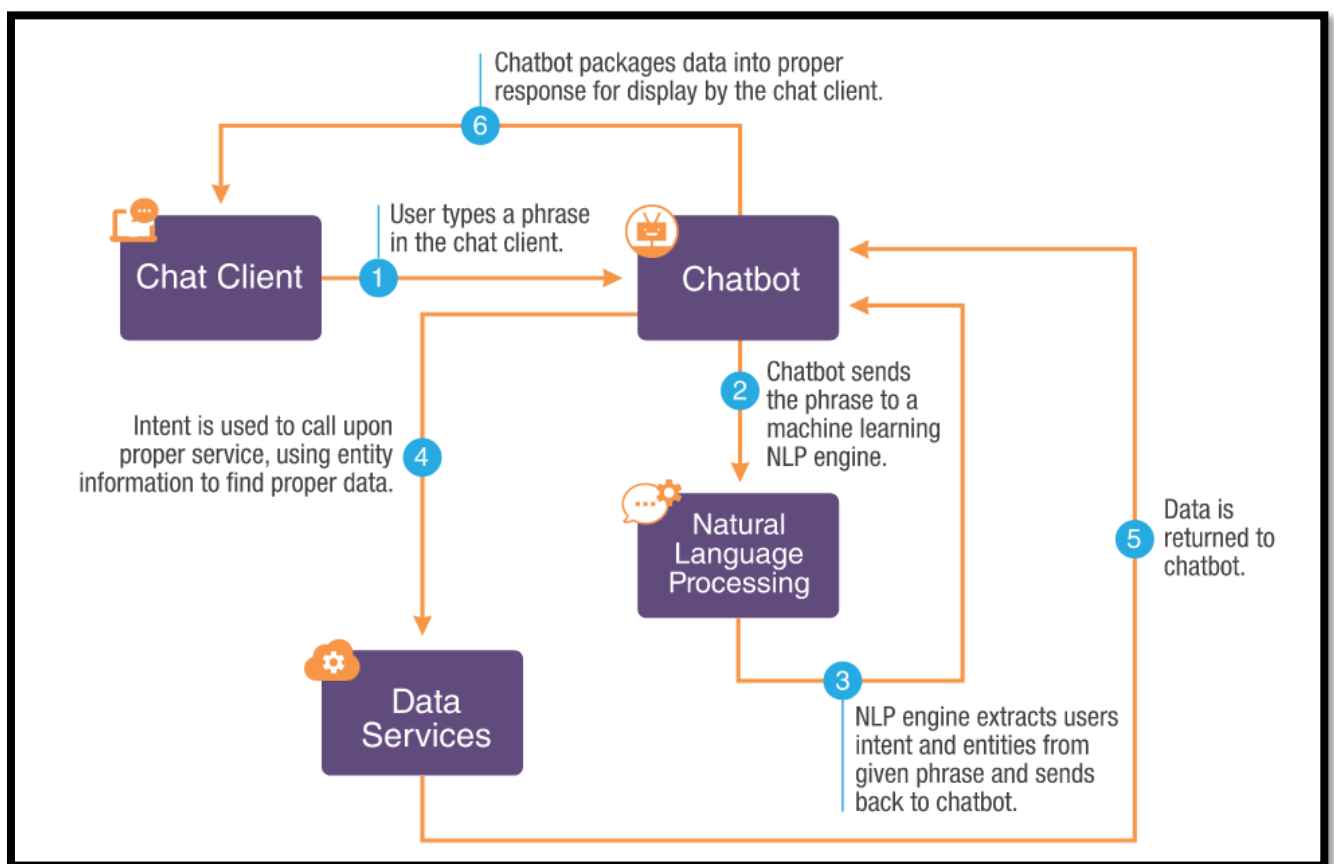 Chatbot packages data into proper
response for display by the chat client.
6
User types a phrase
in the chat client.
Chat Client
1
Chatbot
2
Chatbot sends
the phrase to a
machine learning
NLP engine.
Intent is used to call upon
proper service, using entity
information to find proper data.
4
Natural
Language
Processing
5
Data is
returned to
chatbot.
3
NLP engine extracts users
intent and entities from
given phrase and sends
back to chatbot.
Data
Services